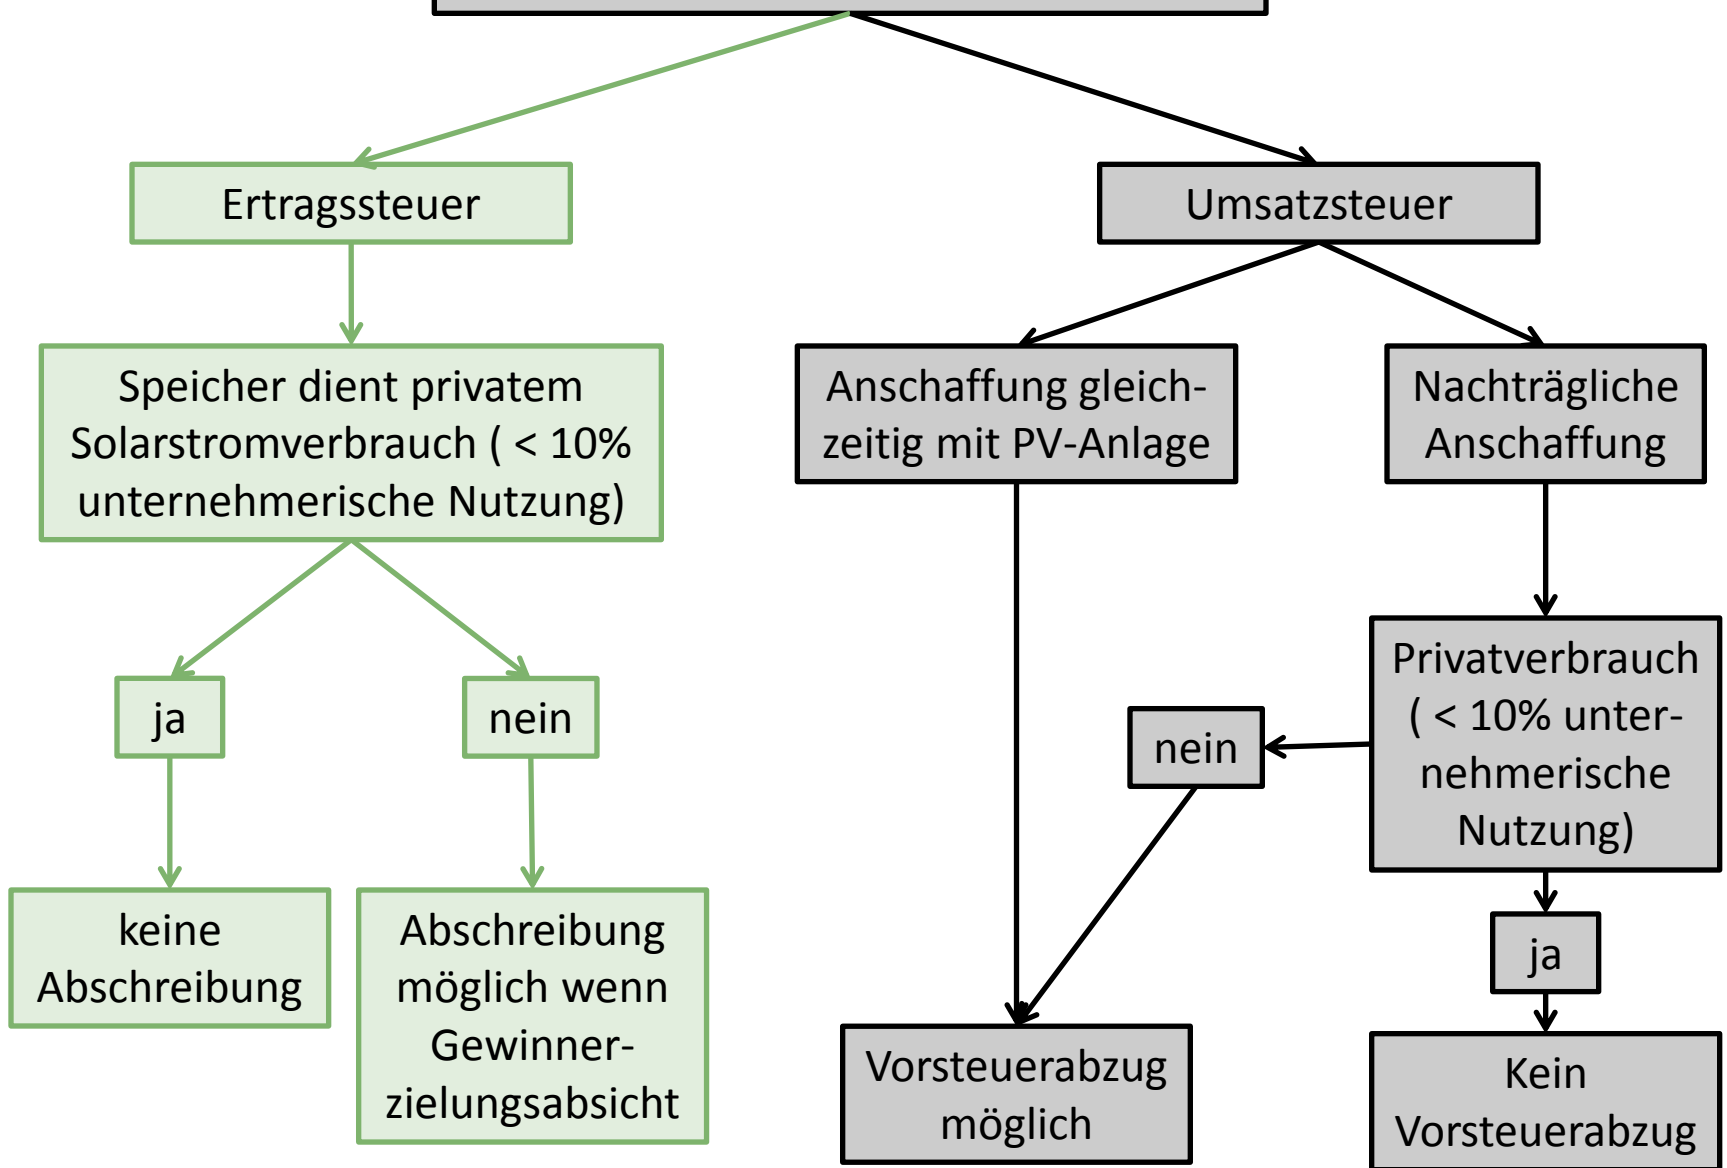 Ertragssteuer
Umsatzsteuer
Speicher dient privatem
Solarstromverbrauch ( < 10%
unternehmerische Nutzung)
Anschaffung gleich-
zeitig mit PV-Anlage
Nachträgliche
Anschaffung
ja
nein
nein
Privatverbrauch
( < 10% unter-
nehmerische
Nutzung)
keine
Abschreibung
Abschreibung
möglich wenn
Gewinner-
zielungsabsicht
ja
Vorsteuerabzug
möglich
Kein
Vorsteuerabzug